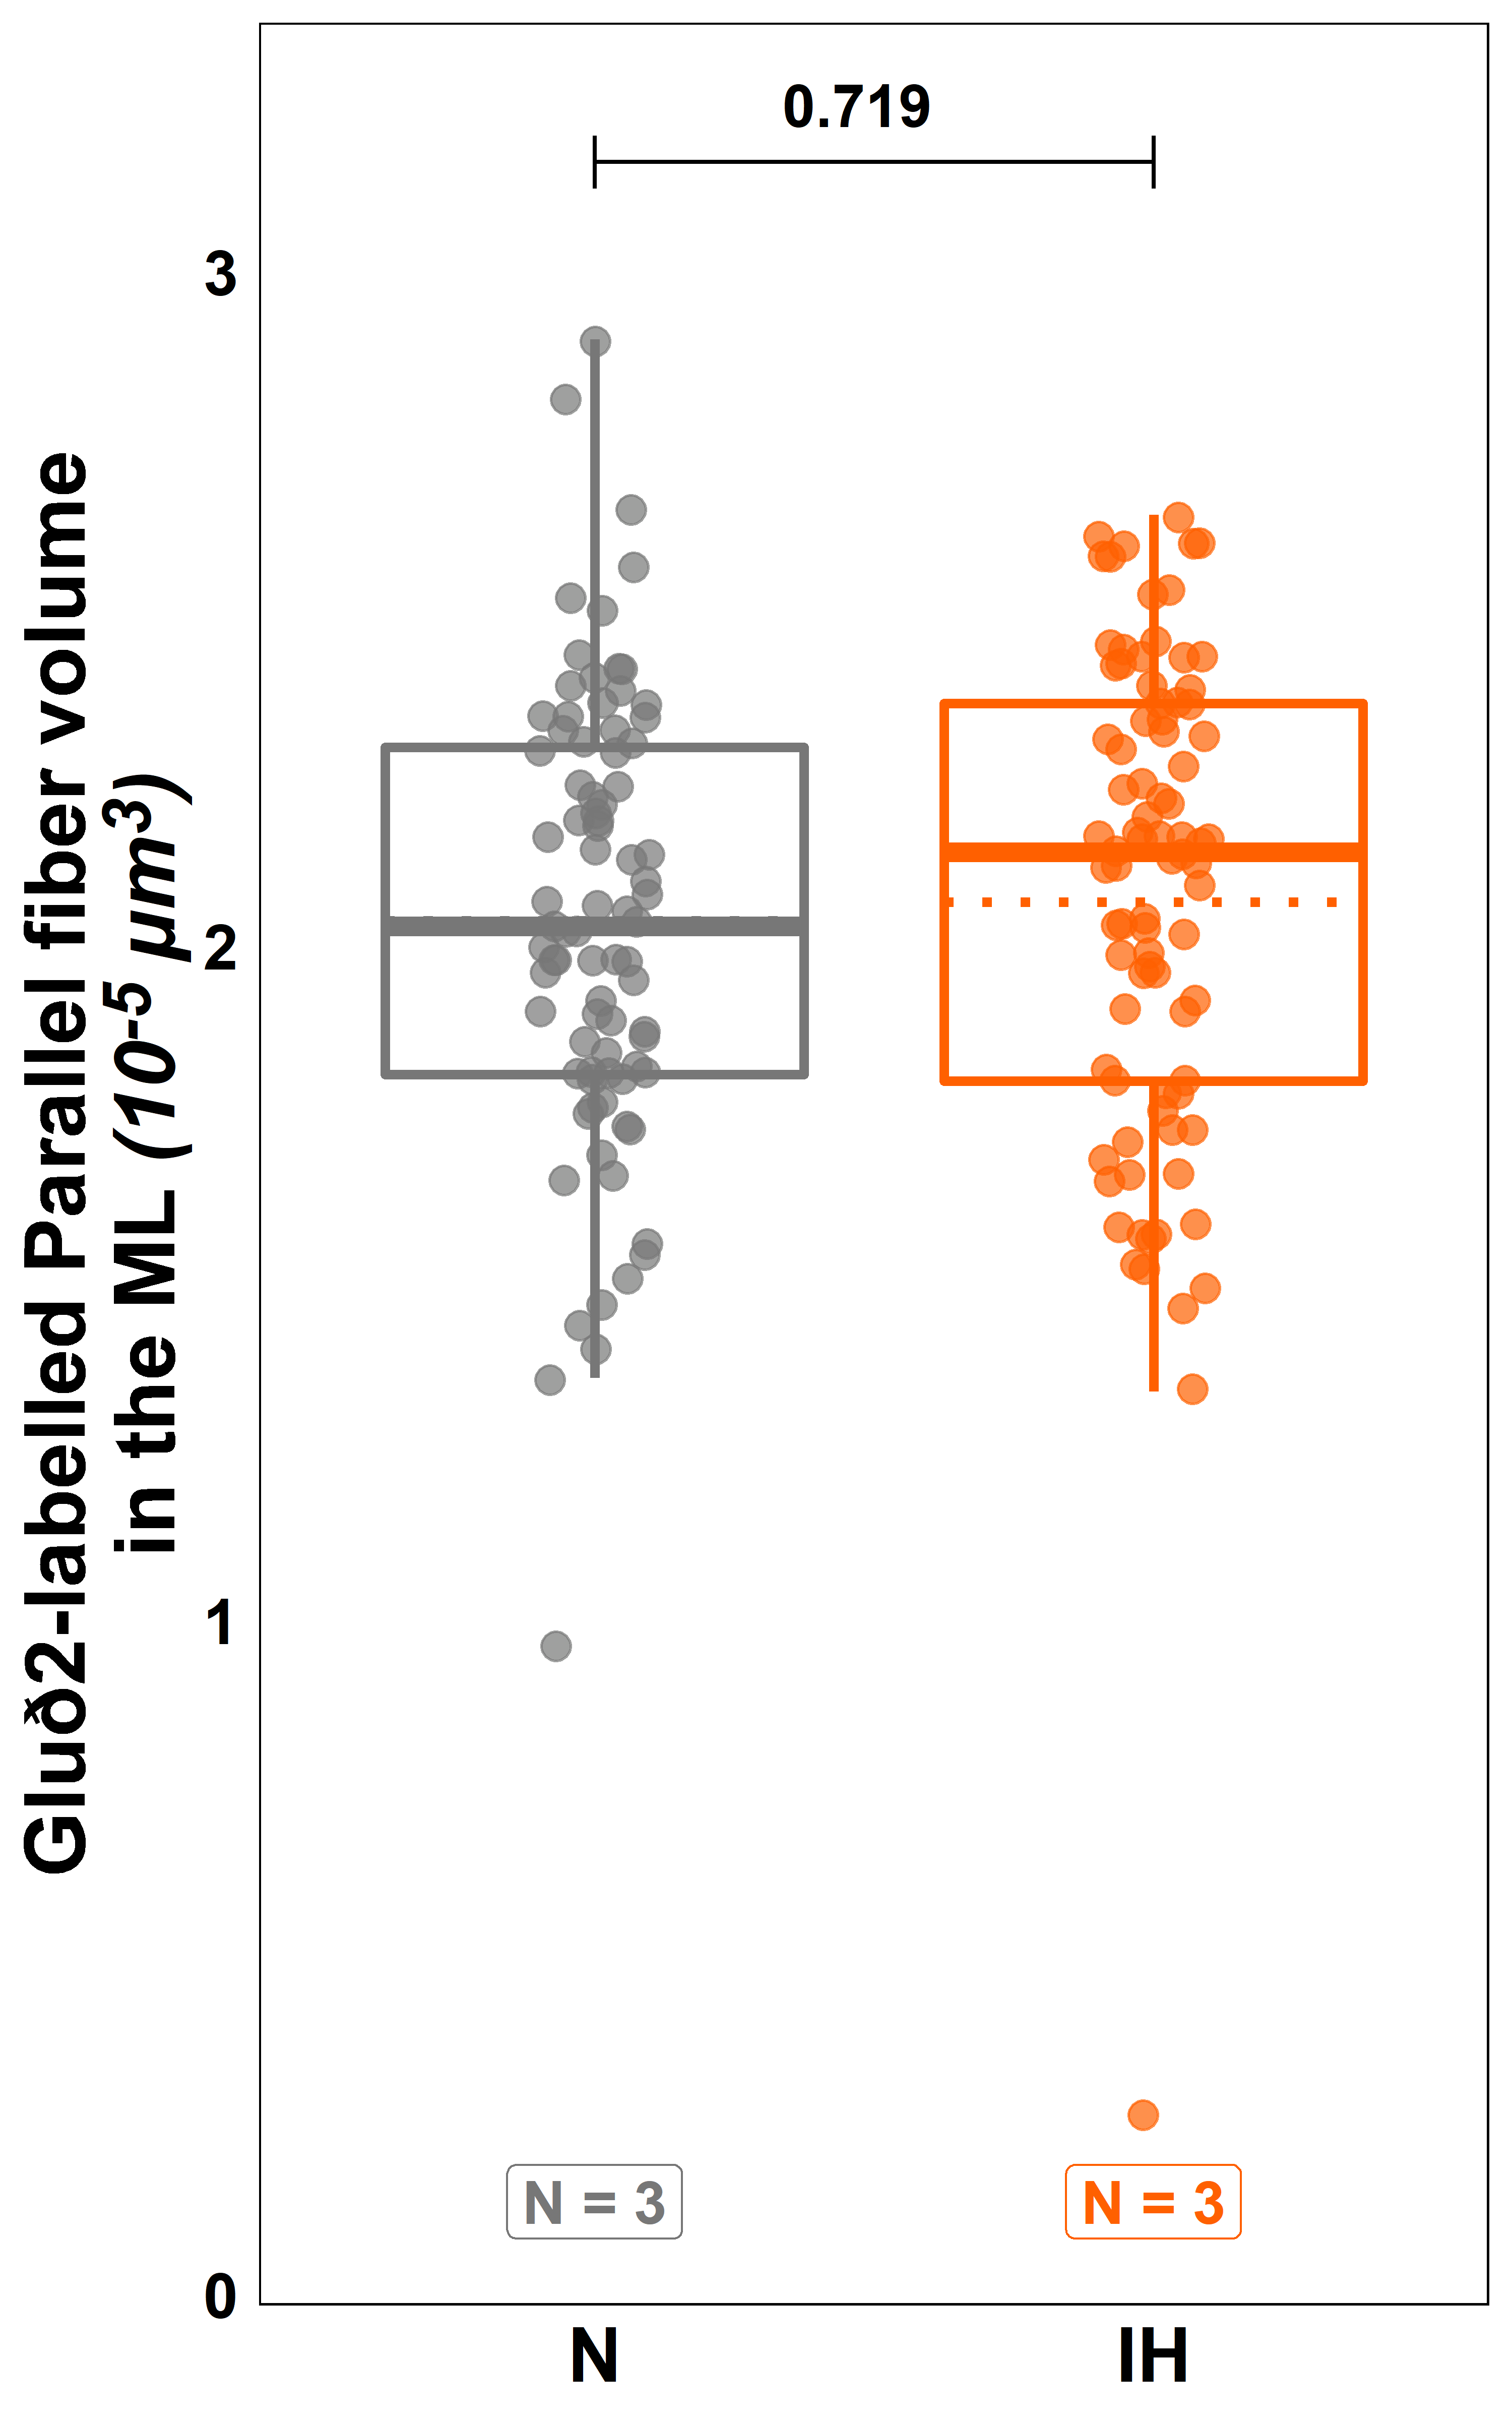 Gluð2-labelled Parallel fiber volume
in the ML (10⁻⁵ µm³)
0.719
3
2
1
0
N = 3
N = 3
N
IH